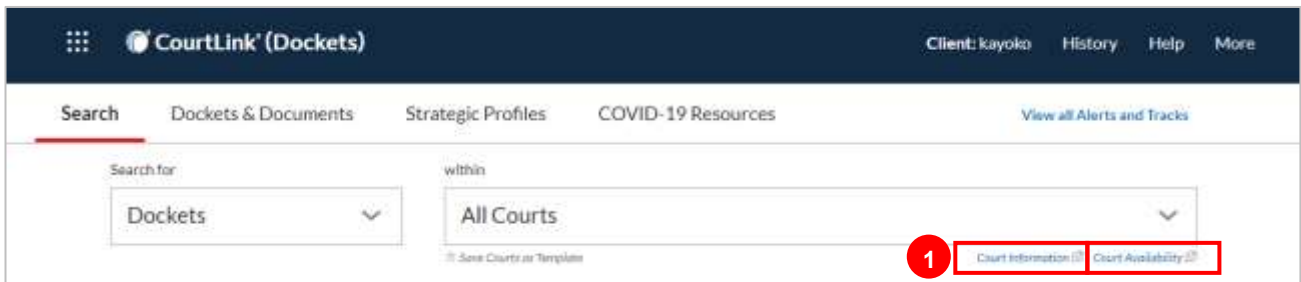 CourtLink' (Dockets) Client: kayoko History Help More
Search Dockets & Documents Strategic Profiles COVID-19 Resources View all Alerts and Tracks
Search for within
Dockets All Courts
Save Courts as Template 1 Court Information Court Availability